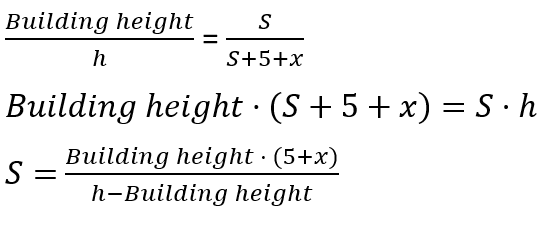 Building height / h = S / S+5+x
Building height · (S + 5 + x) = S · h
S = Building height · (5+x) / h−Building height